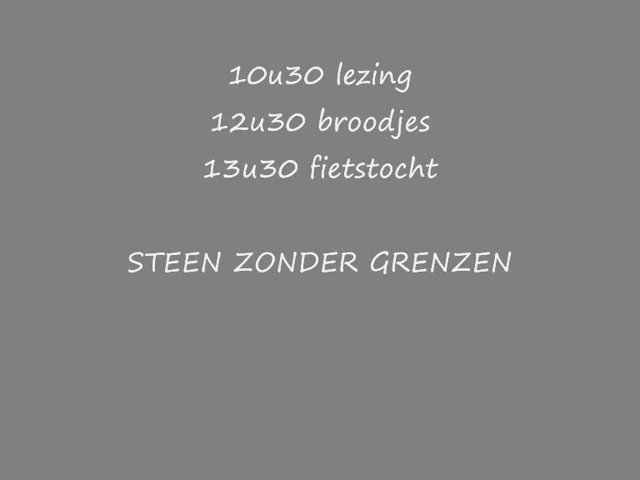 10u30 lezing
12u30 broodjes
13u30 fietstocht
STEEN ZONDER GRENZEN